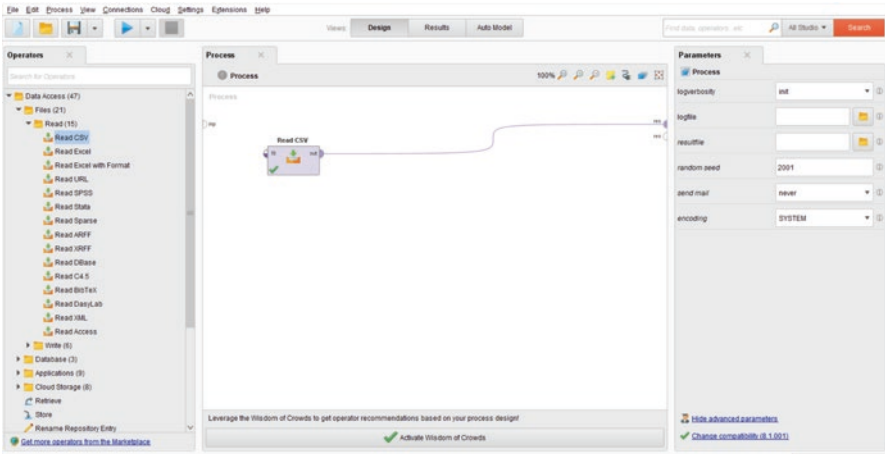 File Edit Process View Connections Cloud Settings Extensions Help
Views: Design Results Auto Model
Find data, operators...etc
All Studio
Search
Operators
Search for Operators
Data Access (47)
Files (21)
Read (15)
Read CSV
Read Excel
Read Excel with Format
Read URL
Read SPSS
Read Stata
Read Sparse
Read ARFF
Read XRFF
Read DBase
Read C4.5
Read BibTeX
Read DasyLab
Read XML
Read Access
Write (6)
Database (3)
Applications (9)
Cloud Storage (8)
Retrieve
Store
Rename Repository Entry
Get more operators from the Marketplace
Process
Process
100%
Process
inp
Read CSV
fil
out
res
res
Leverage the Wisdom of Crowds to get operator recommendations based on your process design!
Activate Wisdom of Crowds
Parameters
Process
logverbosity init
logfile
resultfile
random seed 2001
send mail never
encoding SYSTEM
Hide advanced parameters
Change compatibility (8.1.001)